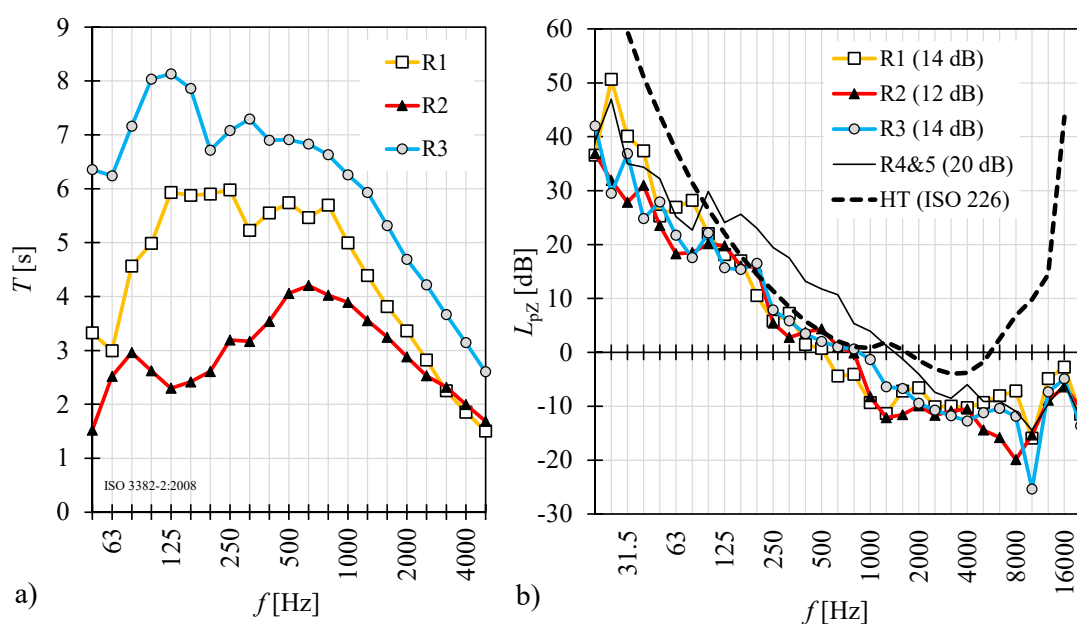 9
8
7
6
5
4
3
2
1
0
T [s]
R1
R2
R3
ISO 3382-2:2008
63
125
250
500
1000
2000
4000
f [Hz]
a)
60
50
40
30
20
10
0
-10
-20
-30
LpZ [dB]
R1 (14 dB)
R2 (12 dB)
R3 (14 dB)
R4&5 (20 dB)
HT (ISO 226)
31.5
63
125
250
500
1000
2000
4000
8000
16000
f [Hz]
b)